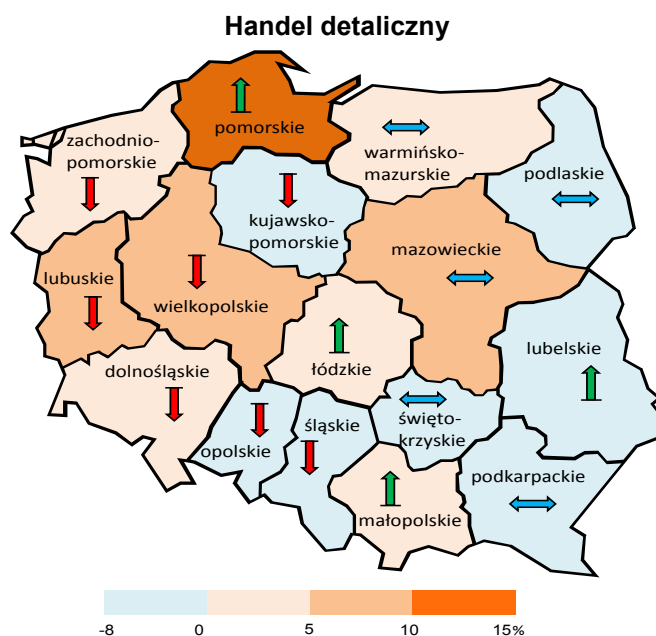 Handel detaliczny
pomorskie
zachodnio-
pomorskie
warmińsko-
mazurskie
podlaskie
kujawsko-
pomorskie
mazowieckie
lubuskie
wielkopolskie
lubelskie
dolnośląskie
łódzkie
śląskie
święto-
krzyskie
opolskie
podkarpackie
małopolskie
-8 0 5 10 15%